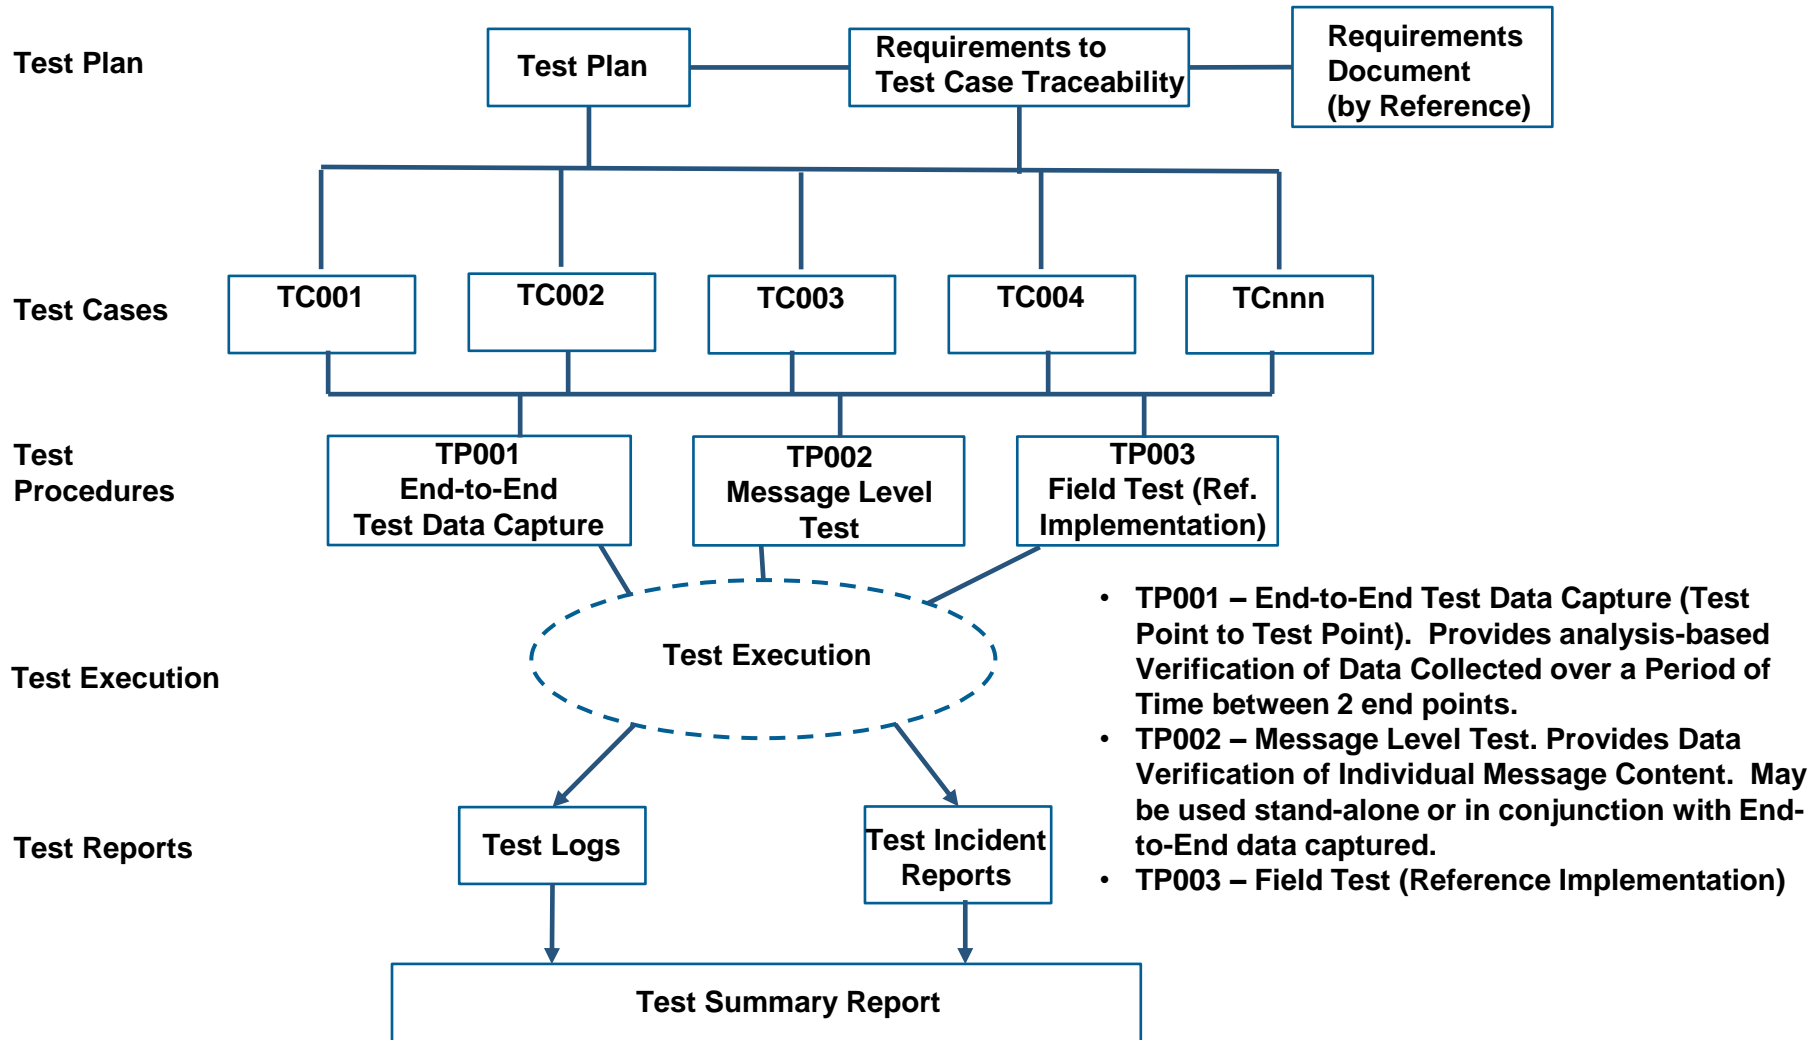 Test Plan
Test Plan
Requirements to
Test Case Traceability
Requirements
Document
(by Reference)
Test Cases
TC001
TC002
TC003
TC004
TCnnn
Test
Procedures
TP001
End-to-End
Test Data Capture
TP002
Message Level
Test
TP003
Field Test (Ref.
Implementation)
Test Execution
Test Execution
• TP001 – End-to-End Test Data Capture (Test
Point to Test Point).  Provides analysis-based
Verification of Data Collected over a Period of
Time between 2 end points.
• TP002 – Message Level Test. Provides Data
Verification of Individual Message Content.  May
be used stand-alone or in conjunction with End-
to-End data captured.
• TP003 – Field Test (Reference Implementation)
Test Reports
Test Logs
Test Incident
Reports
Test Summary Report